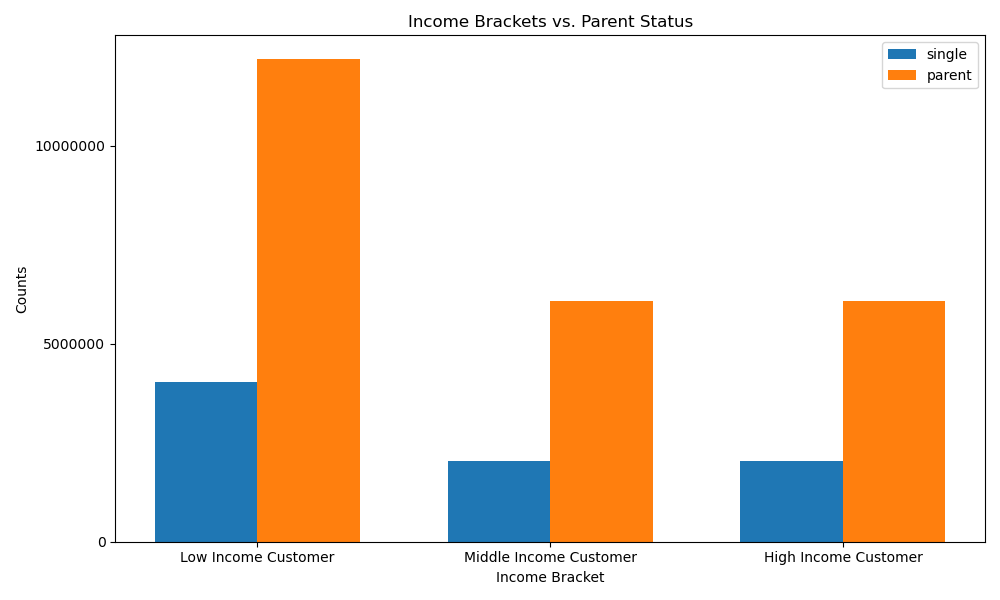 Income Brackets vs. Parent Status
single
parent
10000000
5000000
0
Counts
Low Income Customer
Middle Income Customer
High Income Customer
Income Bracket